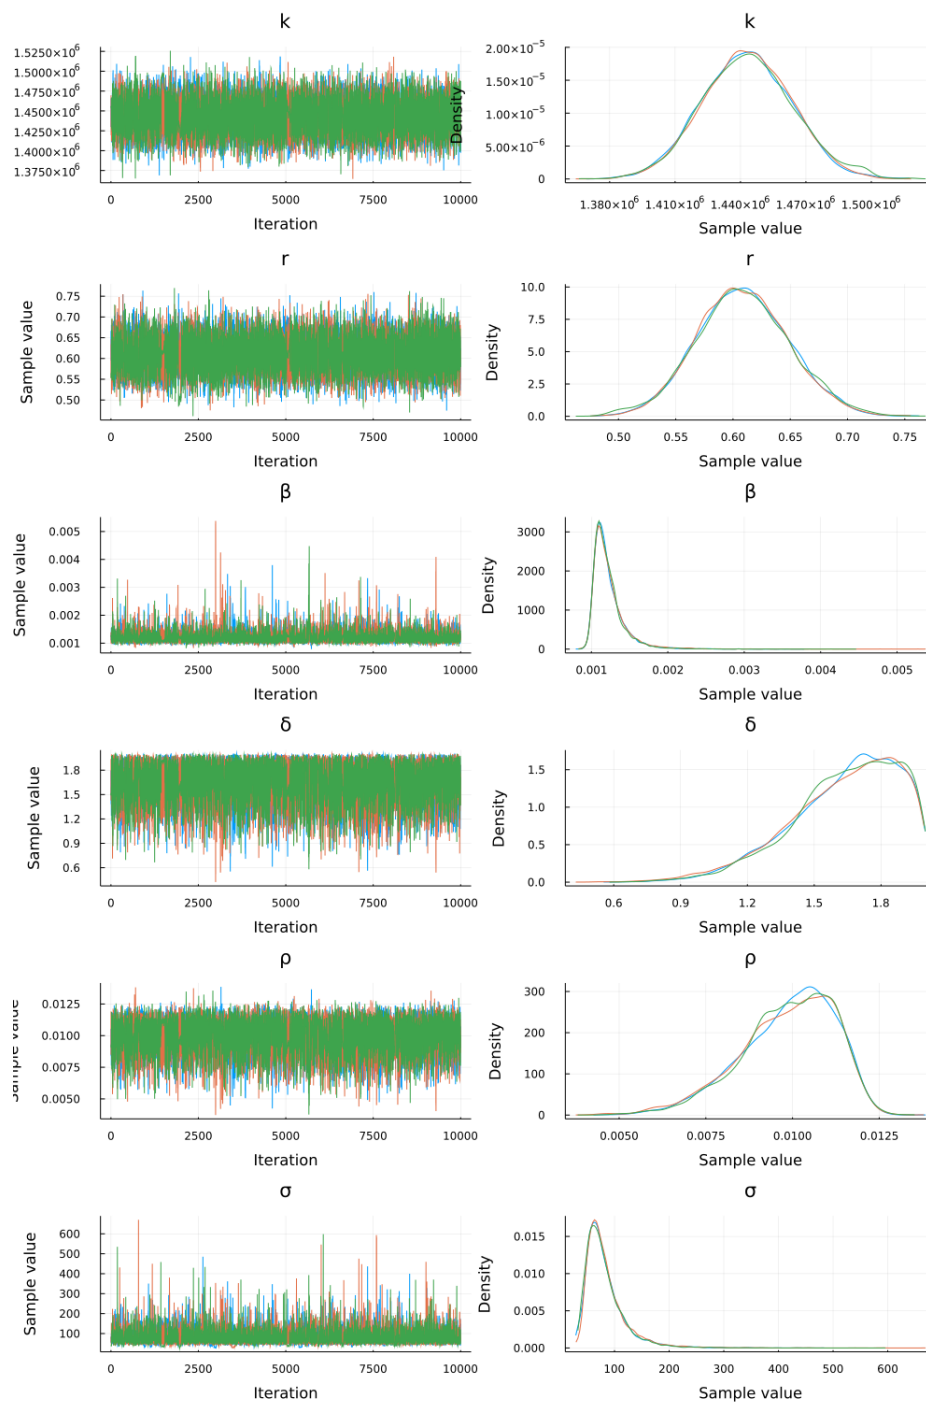 k k
1.5250×10⁶
1.5000×10⁶
1.4750×10⁶
1.4500×10⁶
1.4250×10⁶
1.4000×10⁶
1.3750×10⁶
0 2500 5000 7500 10000
Iteration
Density
2.00×10⁻⁵
1.50×10⁻⁵
1.00×10⁻⁵
5.00×10⁻⁶
0
1.380×10⁶ 1.410×10⁶ 1.440×10⁶ 1.470×10⁶ 1.500×10⁶
Sample value
r r
Sample value
0.75
0.70
0.65
0.60
0.55
0.50
0 2500 5000 7500 10000
Iteration
Density
10.0
7.5
5.0
2.5
0.0
0.50 0.55 0.60 0.65 0.70 0.75
Sample value
β β
Sample value
0.005
0.004
0.003
0.002
0.001
0 2500 5000 7500 10000
Iteration
Density
3000
2000
1000
0
0.001 0.002 0.003 0.004 0.005
Sample value
δ δ
Sample value
1.8
1.5
1.2
0.9
0.6
0 2500 5000 7500 10000
Iteration
Density
1.5
1.0
0.5
0.0
0.6 0.9 1.2 1.5 1.8
Sample value
ρ ρ
Sample value
0.0125
0.0100
0.0075
0.0050
0 2500 5000 7500 10000
Iteration
Density
300
200
100
0
0.0050 0.0075 0.0100 0.0125
Sample value
σ σ
Sample value
600
500
400
300
200
100
0 2500 5000 7500 10000
Iteration
Density
0.015
0.010
0.005
0.000
100 200 300 400 500 600
Sample value